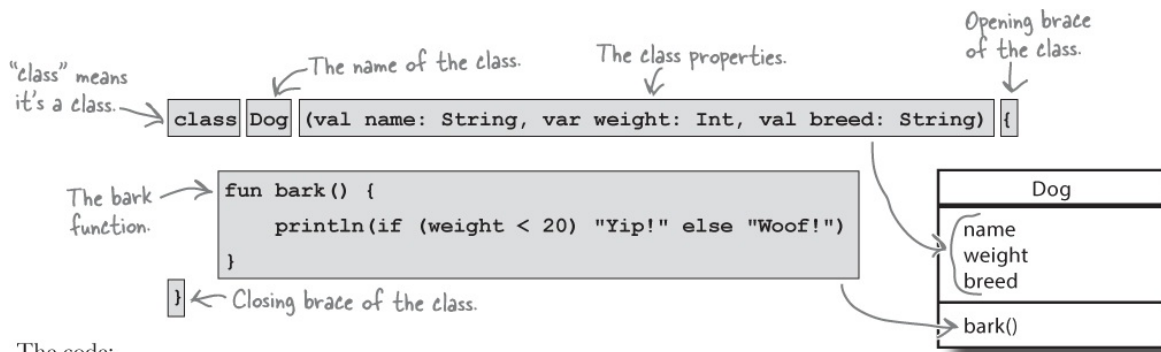 Opening brace
of the class.
The name of the class.
The class properties.
"class" means
it's a class.
class Dog (val name: String, var weight: Int, val breed: String) {
The bark
function.
fun bark() {
println(if (weight < 20) "Yip!" else "Woof!")
}
} Closing brace of the class.
Dog
name
weight
breed
bark()
The code: